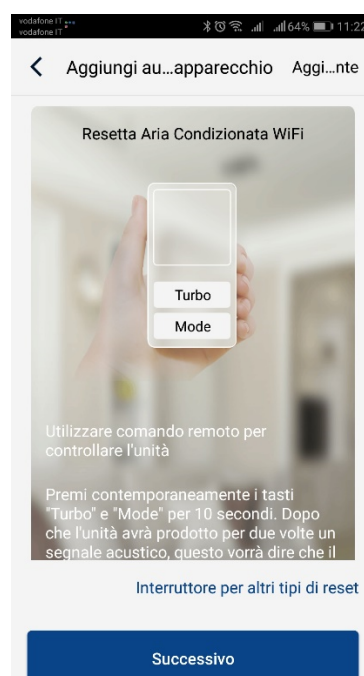 vodafone IT
vodafone IT
64% 11:22
Aggiungi au...apparecchio Aggi...nte
Resetta Aria Condizionata WiFi
Turbo
Mode
Utilizzare comando remoto per
controllare l'unità
Premi contemporaneamente i tasti
"Turbo" e "Mode" per 10 secondi. Dopo
che l'unità avrà prodotto per due volte un
segnale acustico, questo vorrà dire che il
Interruttore per altri tipi di reset
Successivo